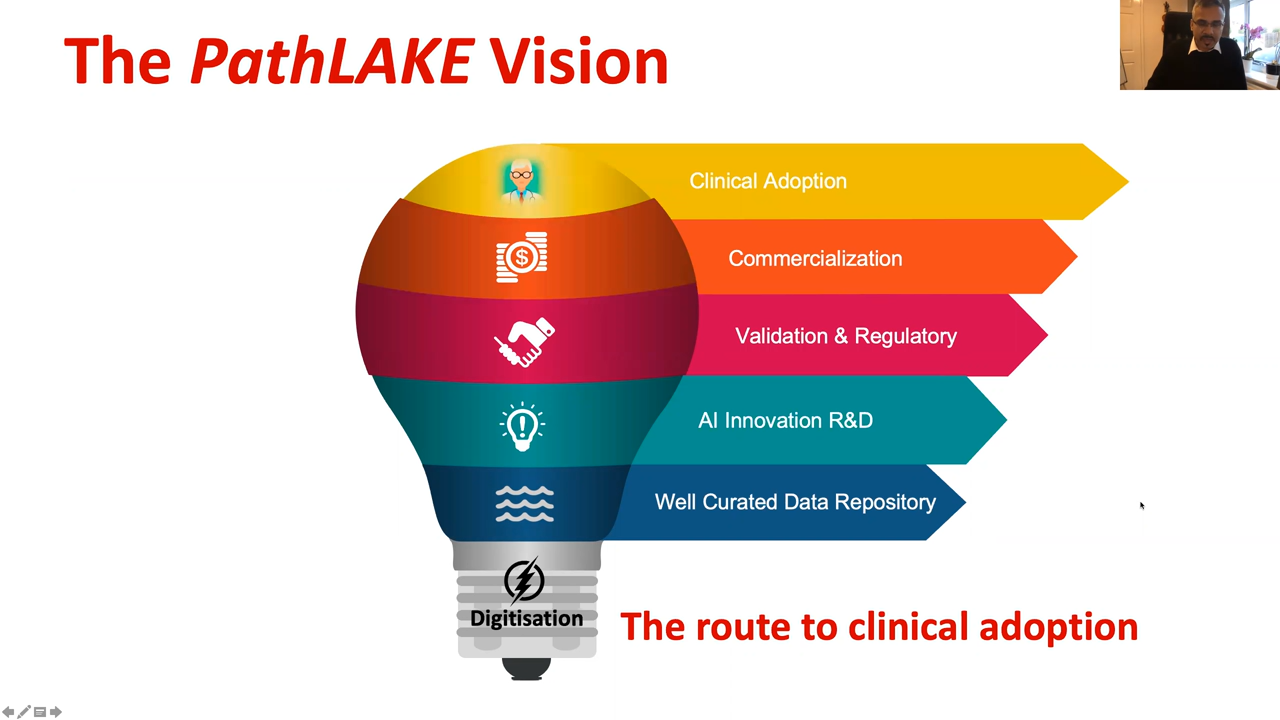 The PathLAKE Vision
Clinical Adoption
$
Commercialization
Validation & Regulatory
!
AI Innovation R&D
Well Curated Data Repository
Digitisation
The route to clinical adoption